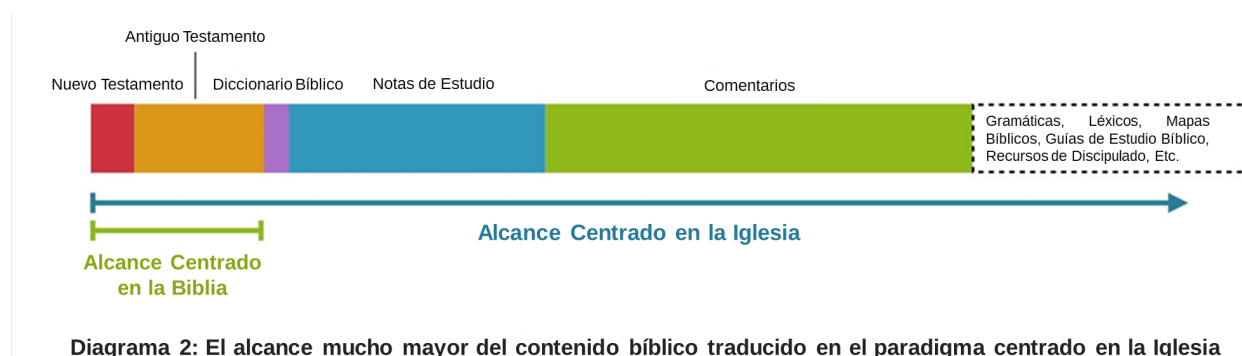 Antiguo Testamento
Nuevo Testamento
Diccionario Bíblico
Notas de Estudio
Comentarios
Gramáticas, Léxicos, Mapas
Bíblicos, Guías de Estudio Bíblico,
Recursos de Discipulado, Etc.
Alcance Centrado en la Iglesia
Alcance Centrado
en la Biblia
Diagrama 2: El alcance mucho mayor del contenido bíblico traducido en el paradigma centrado en la Iglesia